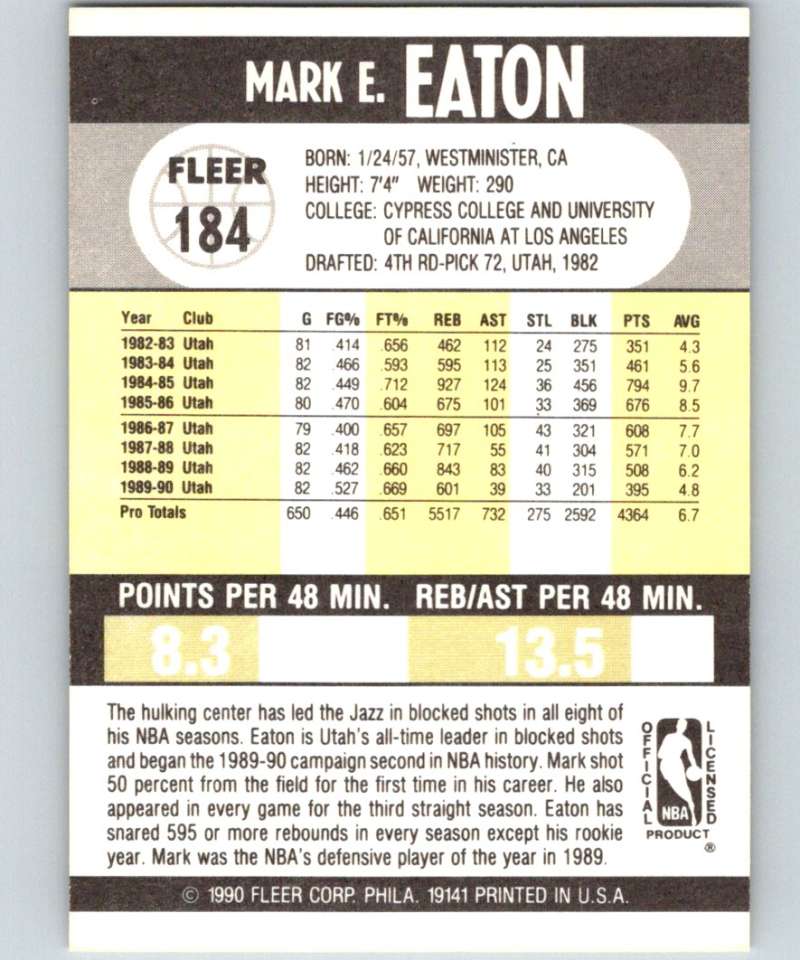 MARK E. EATON
FLEER
184
BORN: 1/24/57, WESTMINISTER, CA
HEIGHT: 7'4" WEIGHT: 290
COLLEGE: CYPRESS COLLEGE AND UNIVERSITY
OF CALIFORNIA AT LOS ANGELES
DRAFTED: 4TH RD-PICK 72, UTAH, 1982
Year Club G FG% FT% REB AST STL BLK PTS AVG
1982-83 Utah 81 .414 .656 462 112 24 275 351 4.3
1983-84 Utah 82 .466 .593 595 113 25 351 461 5.6
1984-85 Utah 82 .449 .712 927 124 36 456 794 9.7
1985-86 Utah 80 .470 .604 675 101 33 369 676 8.5
1986-87 Utah 79 .400 .657 697 105 43 321 608 7.7
1987-88 Utah 82 .418 .623 717 55 41 304 571 7.0
1988-89 Utah 82 .462 .660 843 83 40 315 508 6.2
1989-90 Utah 82 .527 .669 601 39 33 201 395 4.8
Pro Totals 650 .446 .651 5517 732 275 2592 4364 6.7
POINTS PER 48 MIN. REB/AST PER 48 MIN.
8.3 13.5
The hulking center has led the Jazz in blocked shots in all eight of
his NBA seasons. Eaton is Utah's all-time leader in blocked shots
and began the 1989-90 campaign second in NBA history. Mark shot
50 percent from the field for the first time in his career. He also
appeared in every game for the third straight season. Eaton has
snared 595 or more rebounds in every season except his rookie
year. Mark was the NBA's defensive player of the year in 1989.
OFFICIAL
NBA
LICENSED
PRODUCT
®
© 1990 FLEER CORP. PHILA. 19141 PRINTED IN U.S.A.